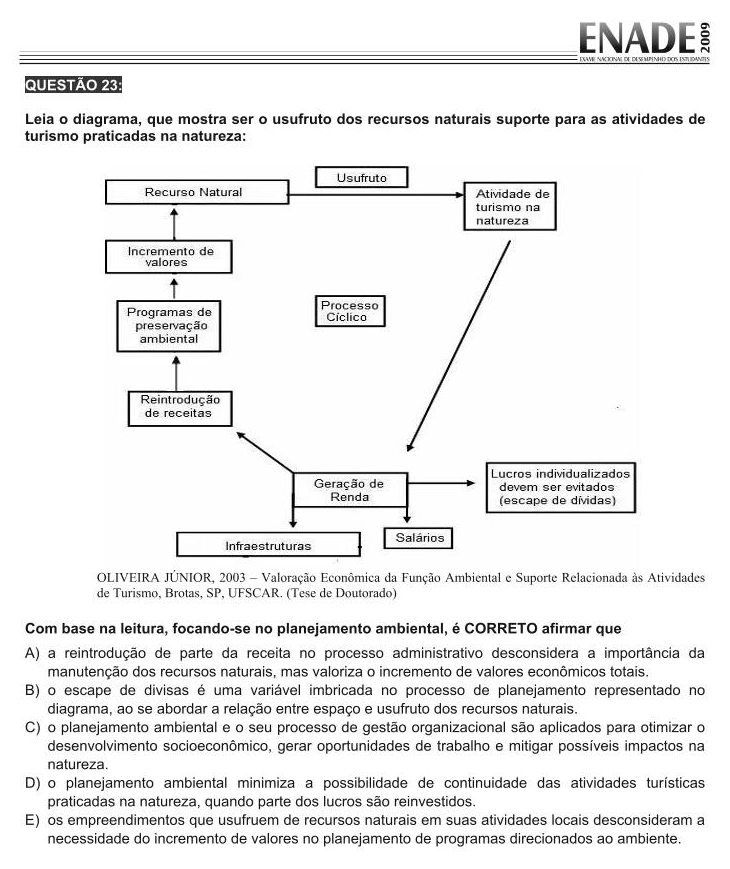 ENADE 2009
EXAME NACIONAL DE DESEMPENHO DOS ESTUDANTES
QUESTÃO 23:
Leia o diagrama, que mostra ser o usufruto dos recursos naturais suporte para as atividades de
turismo praticadas na natureza:
Usufruto
Recurso Natural
Atividade de
turismo na
natureza
Incremento de
valores
Programas de
preservação
ambiental
Processo
Cíclico
Reintrodução
de receitas
Geração de
Renda
Lucros individualizados
devem ser evitados
(escape de dívidas)
Infraestruturas
Salários
OLIVEIRA JÚNIOR, 2003 – Valoração Econômica da Função Ambiental e Suporte Relacionada às Atividades
de Turismo, Brotas, SP, UFSCAR. (Tese de Doutorado)
Com base na leitura, focando-se no planejamento ambiental, é CORRETO afirmar que
A) a reintrodução de parte da receita no processo administrativo desconsidera a importância da
manutenção dos recursos naturais, mas valoriza o incremento de valores econômicos totais.
B) o escape de divisas é uma variável imbricada no processo de planejamento representado no
diagrama, ao se abordar a relação entre espaço e usufruto dos recursos naturais.
C) o planejamento ambiental e o seu processo de gestão organizacional são aplicados para otimizar o
desenvolvimento socioeconômico, gerar oportunidades de trabalho e mitigar possíveis impactos na
natureza.
D) o planejamento ambiental minimiza a possibilidade de continuidade das atividades turísticas
praticadas na natureza, quando parte dos lucros são reinvestidos.
E) os empreendimentos que usufruem de recursos naturais em suas atividades locais desconsideram a
necessidade do incremento de valores no planejamento de programas direcionados ao ambiente.